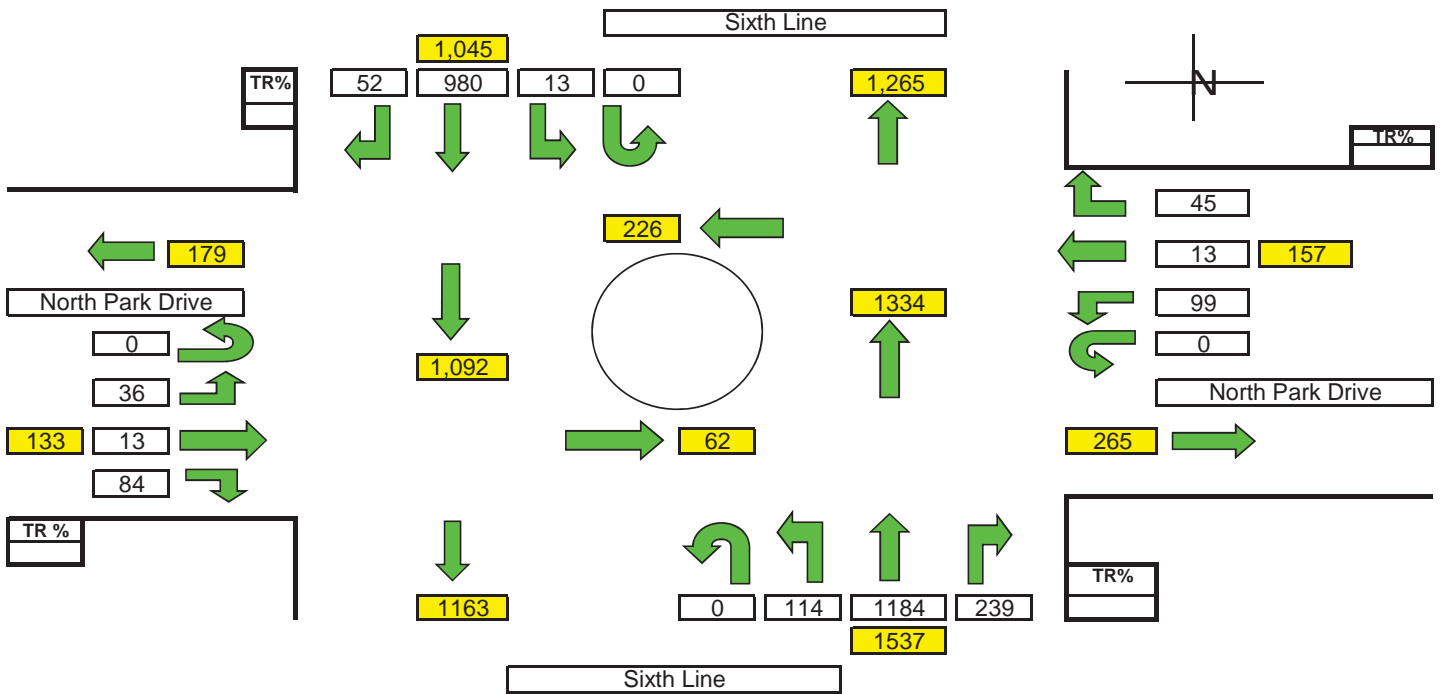 Sixth Line
1,045
TR%
52 980 13 0 1,265
N
TR%
45
226
179
13 157
North Park Drive
1334
99
0
0
1,092
36
North Park Drive
133 13
62
265
84
TR %
TR%
1163
0 114 1184 239
1537
Sixth Line